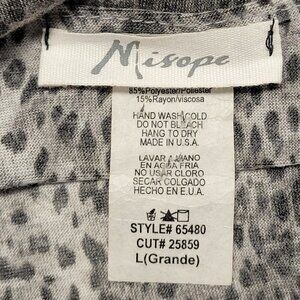 Misope
85%Polyester/Poliester
15%Rayon/viscosa
HAND WASH COLD
DO NOT BLEACH
HANG TO DRY
MADE IN U.S.A.
LAVAR A MANO
EN AGUA FRIA
NO USAR CLORO
SECAR COLGADO
HECHO EN E.U.A.
STYLE# 65480
CUT# 25859
L(Grande)